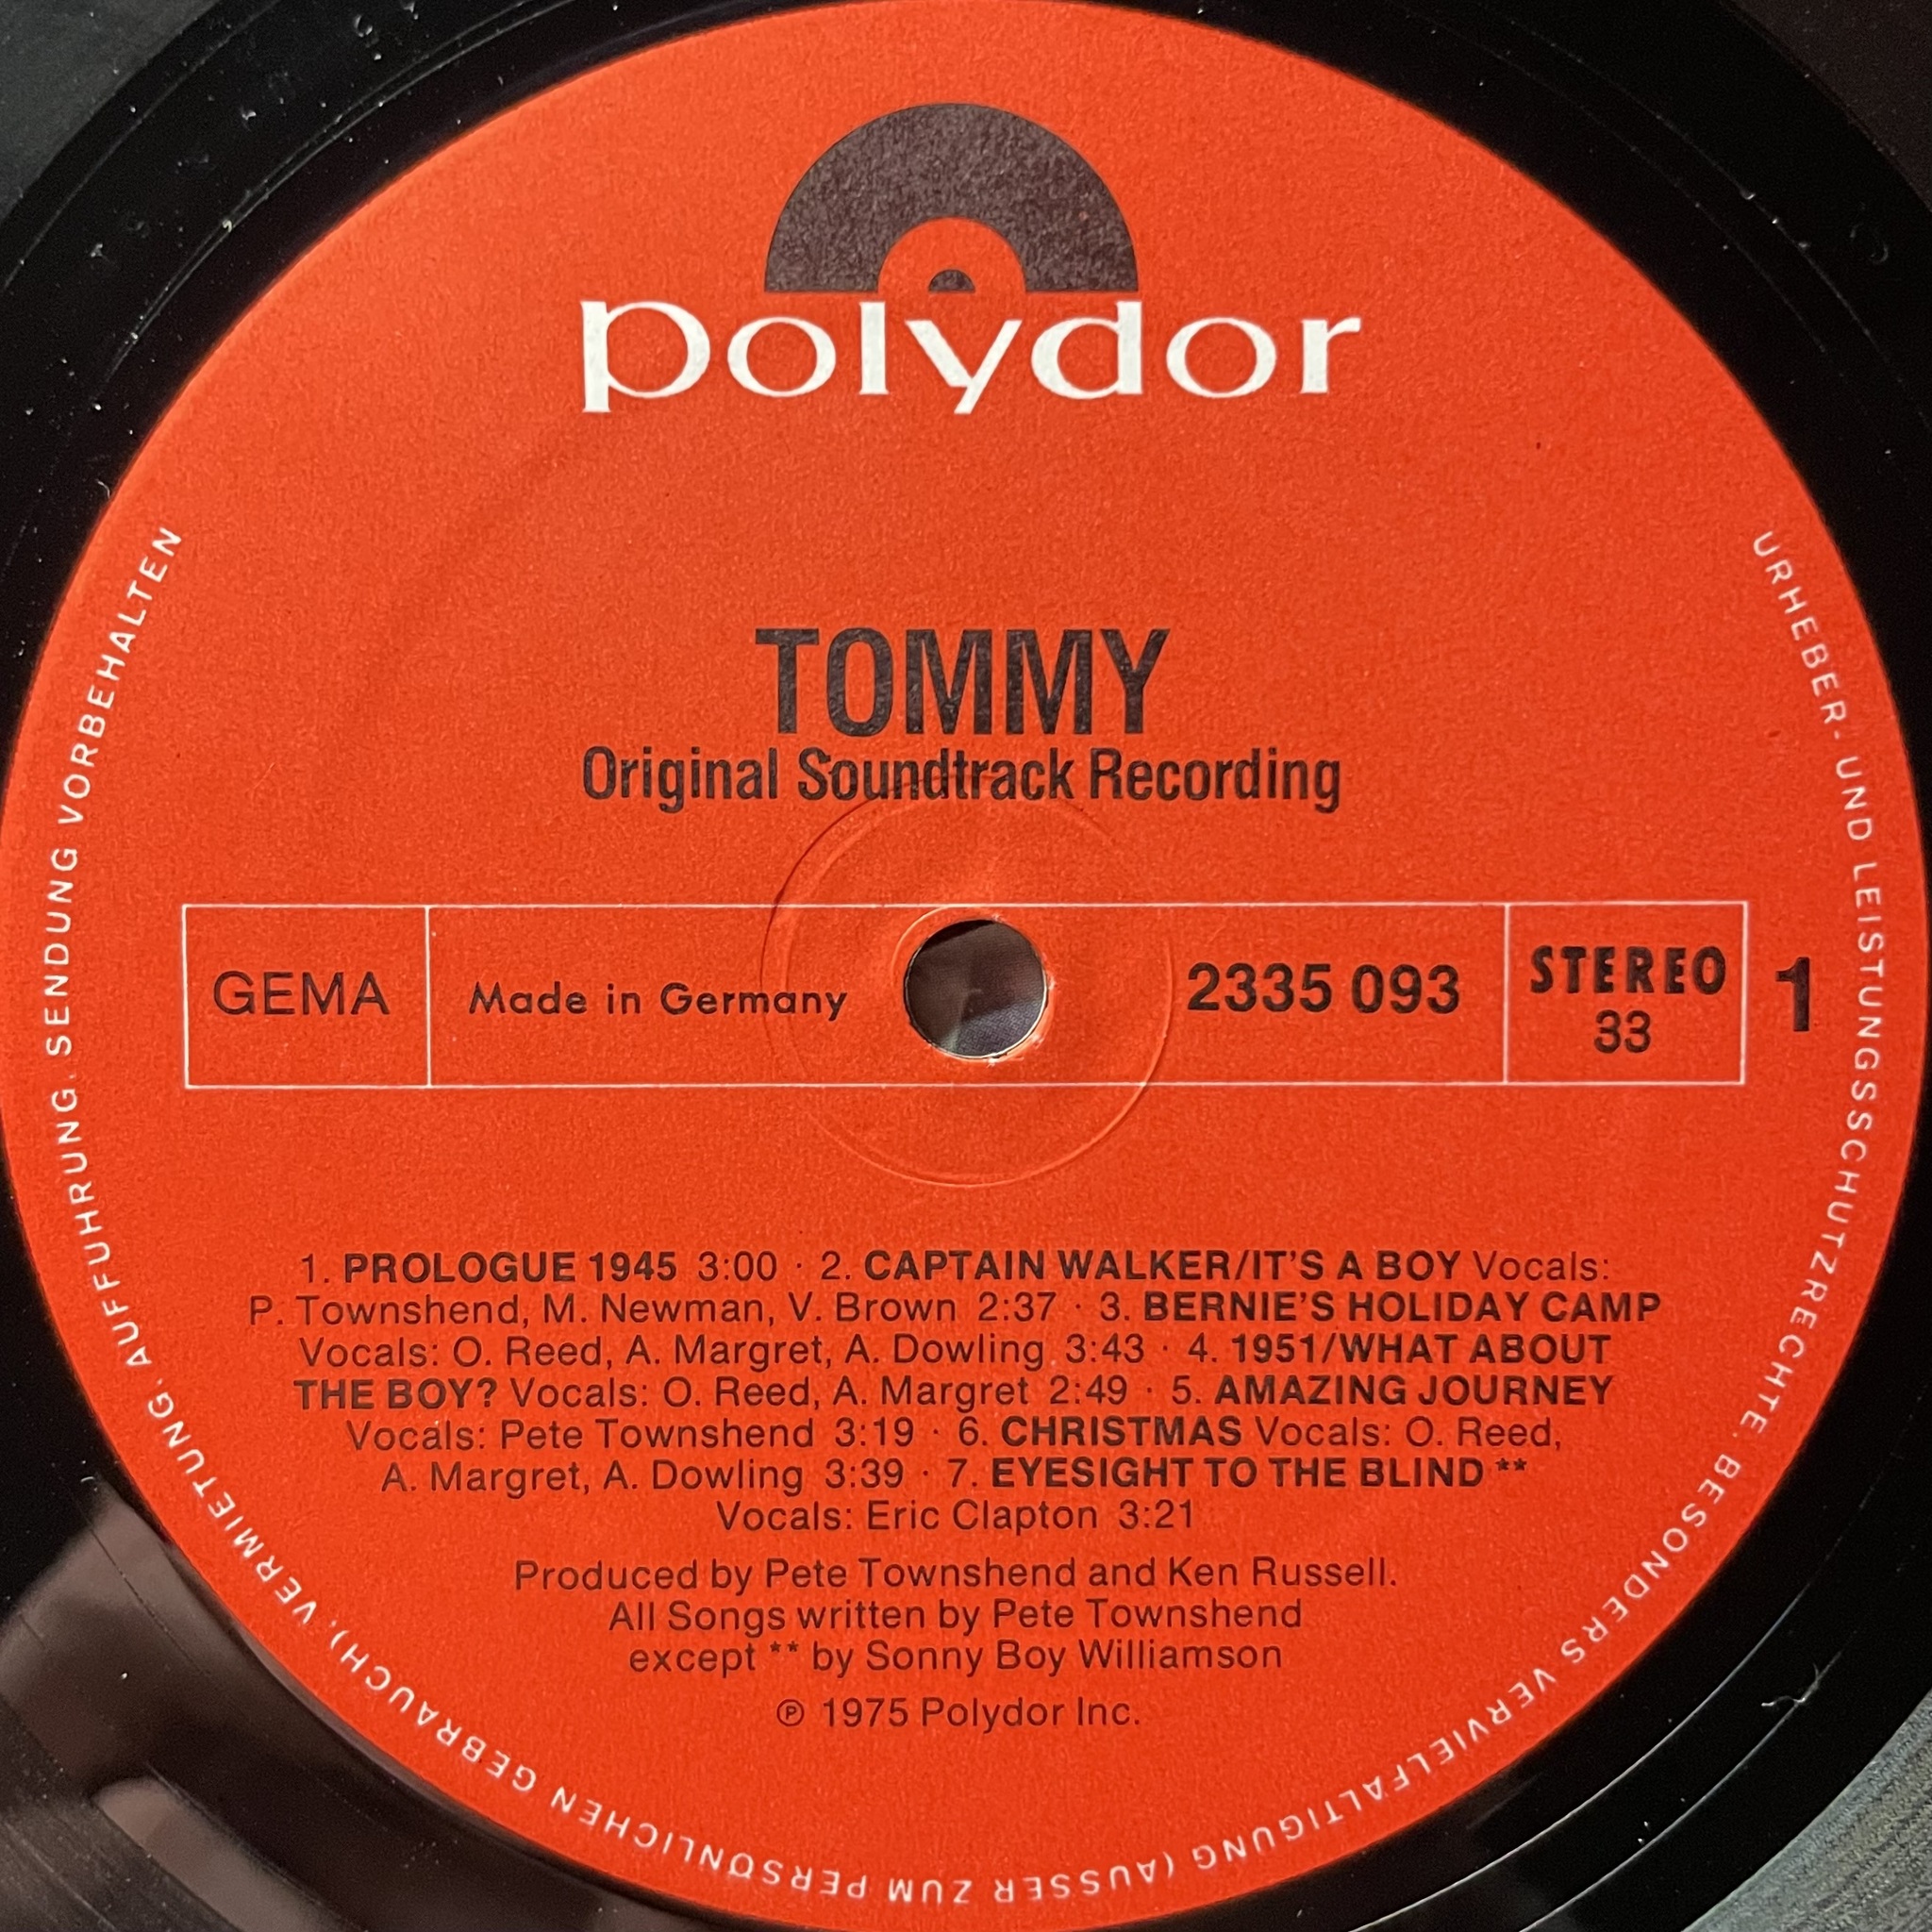 polydor
TOMMY
Original Soundtrack Recording
GEMA
Made in Germany
2335 093
STEREO
33
1
1. PROLOGUE 1945 3:00 · 2. CAPTAIN WALKER/IT'S A BOY Vocals:
P. Townshend, M. Newman, V. Brown 2:37 · 3. BERNIE'S HOLIDAY CAMP
Vocals: O. Reed, A. Margret, A. Dowling 3:43 · 4. 1951/WHAT ABOUT
THE BOY? Vocals: O. Reed, A. Margret 2:49 · 5. AMAZING JOURNEY
Vocals: Pete Townshend 3:19 · 6. CHRISTMAS Vocals: O. Reed,
A. Margret, A. Dowling 3:39 · 7. EYESIGHT TO THE BLIND **
Vocals: Eric Clapton 3:21
Produced by Pete Townshend and Ken Russell.
All Songs written by Pete Townshend
except ** by Sonny Boy Williamson
℗ 1975 Polydor Inc.
URHEBER- UND LEISTUNGSSCHUTZRECHTE, BESONDERS VERVIELFÄLTIGUNG (AUSSER ZUM PERSÖNLICHEN GEBRAUCH), VERMIETUNG, AUFFÜHRUNG, SENDUNG VORBEHALTEN